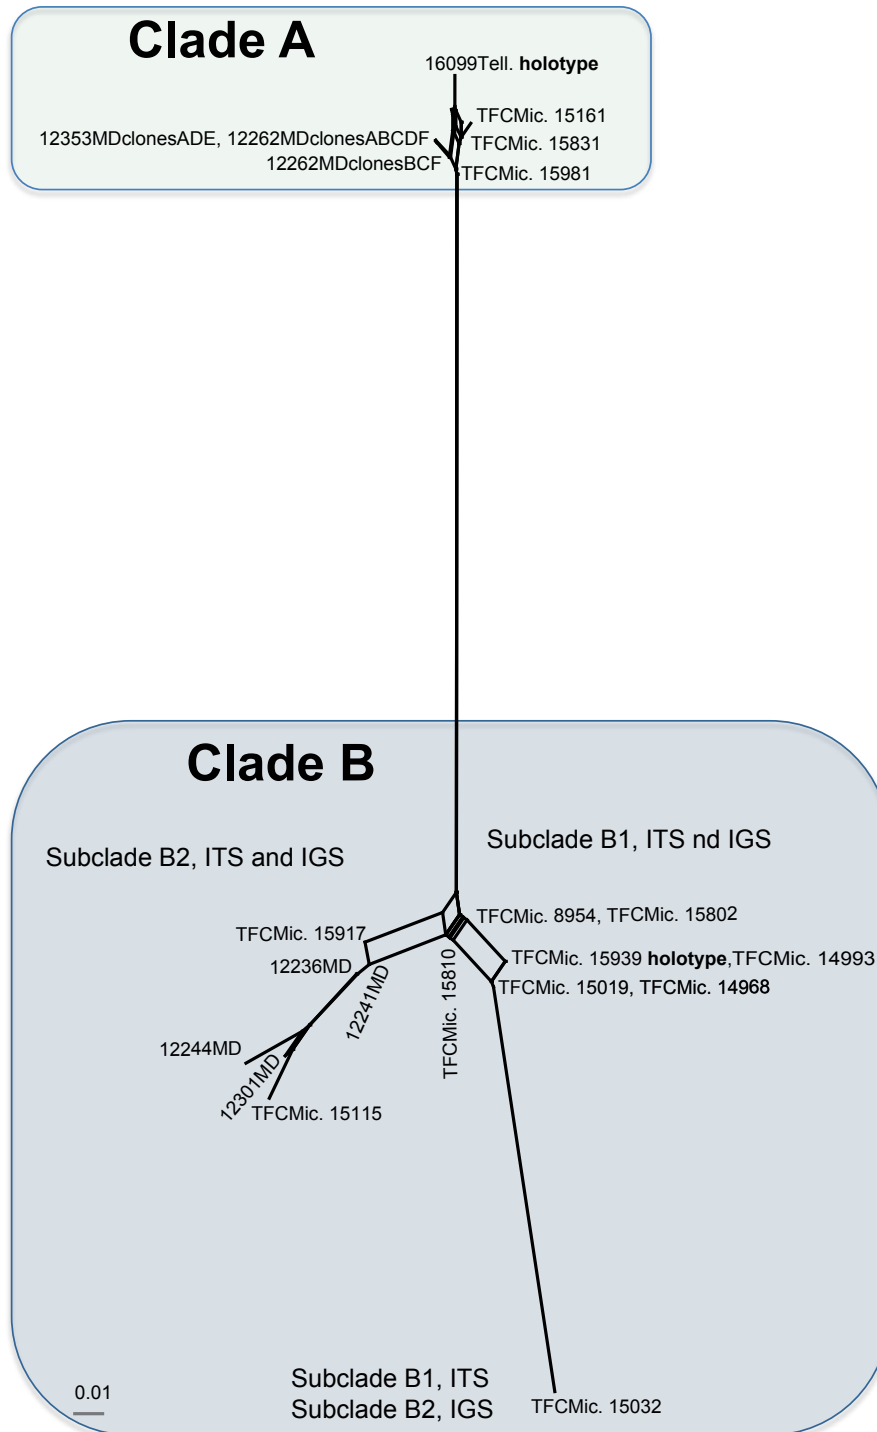 Clade A
16099Tell. holotype
TFCMic. 15161
12353MDclonesADE, 12262MDclonesABCDF
TFCMic. 15831
12262MDclonesBCF
TFCMic. 15981
Clade B
Subclade B1, ITS nd IGS
Subclade B2, ITS and IGS
TFCMic. 8954, TFCMic. 15802
TFCMic. 15917
TFCMic. 15939 holotype,TFCMic. 14993
12236MD
TFCMic. 15019, TFCMic. 14968
12241MD
TFCMic. 15810
12244MD
12301MD
TFCMic. 15115
Subclade B1, ITS
Subclade B2, IGS
TFCMic. 15032
0.01